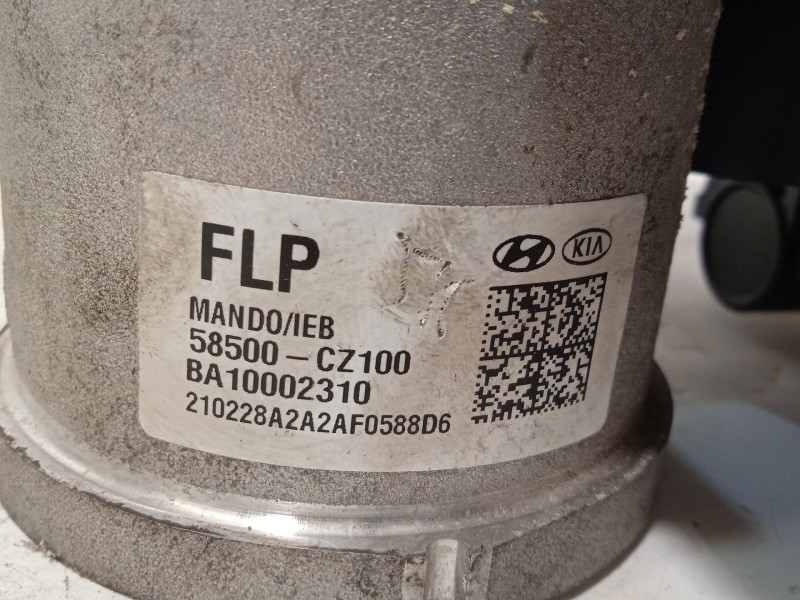 FLP
KIA
MANDO/IEB
58500-CZ100
BA10002310
210228A2A2AF0588D6